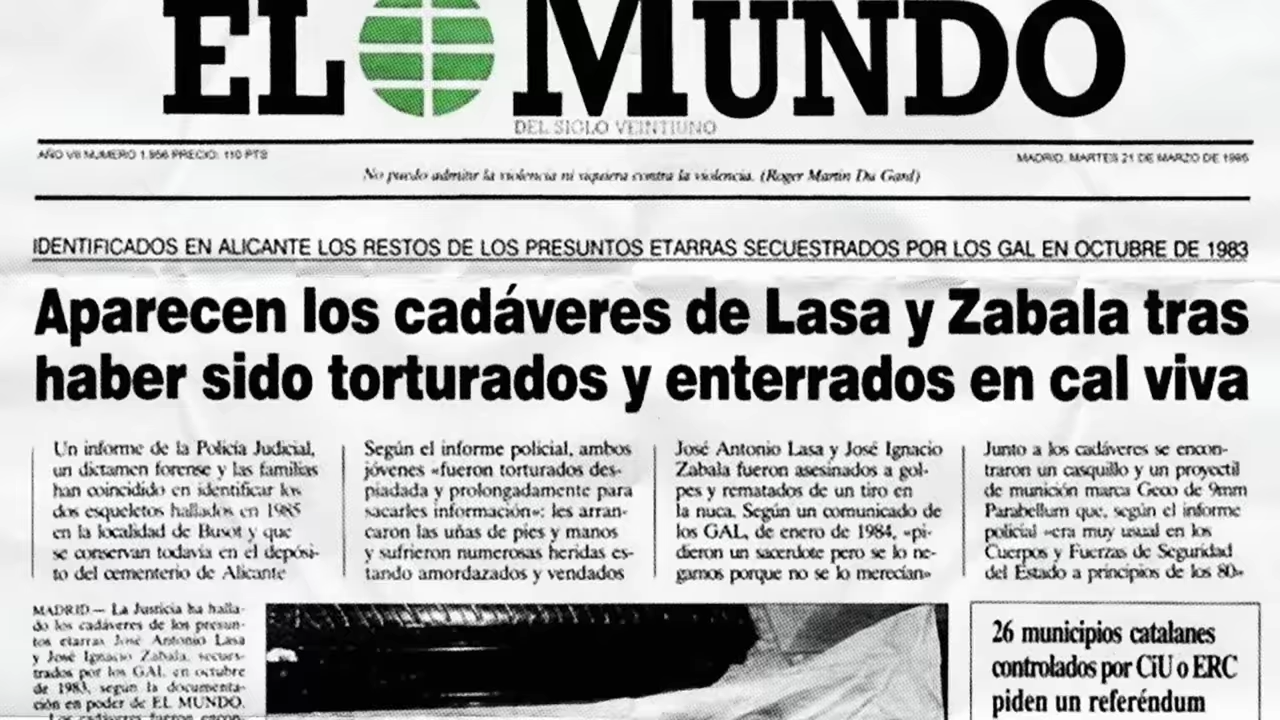 EL MUNDO
DEL SIGLO VEINTIUNO
AÑO VII NUMERO 1.956 PRECIO: 110 PTS
MADRID, MARTES 21 DE MARZO DE 1995
No puedo admitir la violencia ni siquiera contra la violencia. (Roger Martin Du Gard)
IDENTIFICADOS EN ALICANTE LOS RESTOS DE LOS PRESUNTOS ETARRAS SECUESTRADOS POR LOS GAL EN OCTUBRE DE 1983
Aparecen los cadáveres de Lasa y Zabala tras
haber sido torturados y enterrados en cal viva
Un informe de la Policía Judicial,
un dictamen forense y las familias
han coincidido en identificar los
dos esqueletos hallados en 1985
en la localidad de Busot y que
se conservan todavía en el depósi-
to del cementerio de Alicante
Según el informe policial, ambos
jóvenes «fueron torturados des-
piadada y prolongadamente para
sacarles información»: les arran-
caron las uñas de pies y manos
y sufrieron numerosas heridas es-
tando amordazados y vendados
José Antonio Lasa y José Ignacio
Zabala fueron asesinados a gol-
pes y rematados de un tiro en
la nuca. Según un comunicado de
los GAL, de enero de 1984, «pi-
dieron un sacerdote pero se lo ne-
gamos porque no se lo merecían»
Junto a los cadáveres se encon-
traron un casquillo y un proyectil
de munición marca Geco de 9mm
Parabellum que, según el informe
policial «era muy usual en los
Cuerpos y Fuerzas de Seguridad
del Estado a principios de los 80»
MADRID.— La Justicia ha halla-
do los cadáveres de los presun-
tos etarras José Antonio Lasa
y José Ignacio Zabala, secues-
trados por los GAL en octubre
de 1983, según la documenta-
ción en poder de EL MUNDO.
Los cadáveres fueron encon-
26 municipios catalanes
controlados por CiU o ERC
piden un referéndum